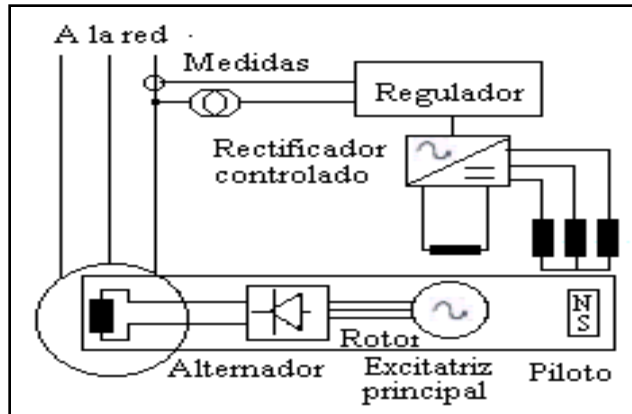 A la red
Medidas
Regulador
Rectificador
controlado
N
S
Rotor
Alternador
Excitatriz
principal
Piloto